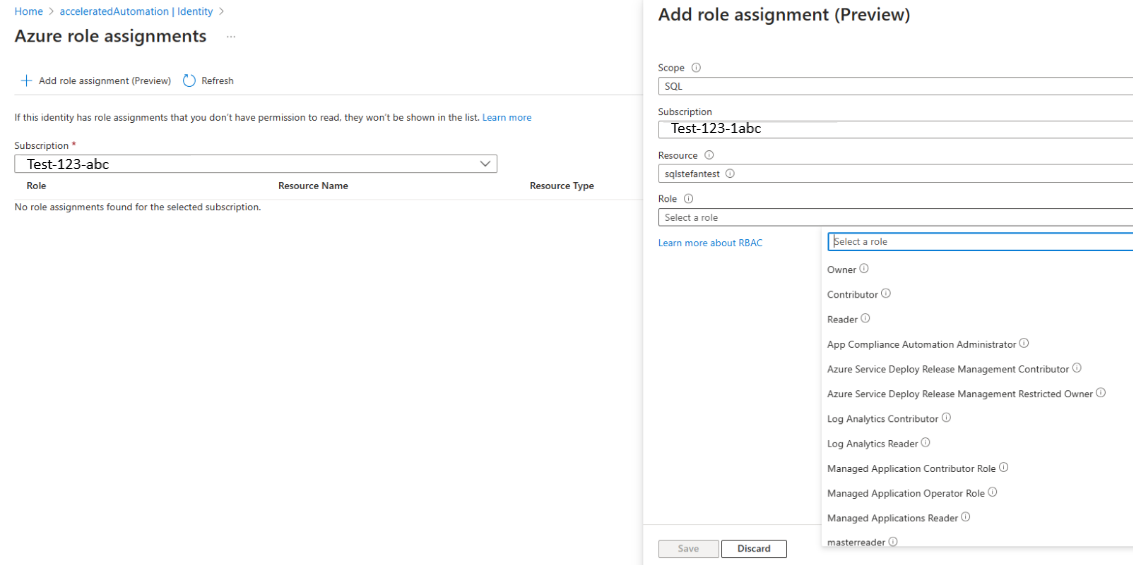 Home > acceleratedAutomation | Identity >
Azure role assignments ...
Add role assignment (Preview) Refresh
If this identity has role assignments that you don't have permission to read, they won't be shown in the list. Learn more
Subscription *
Test-123-abc
Role Resource Name Resource Type
No role assignments found for the selected subscription.
Add role assignment (Preview)
Scope
SQL
Subscription
Test-123-1abc
Resource
sqlstefantest
Role
Select a role
Learn more about RBAC
Select a role
Owner
Contributor
Reader
App Compliance Automation Administrator
Azure Service Deploy Release Management Contributor
Azure Service Deploy Release Management Restricted Owner
Log Analytics Contributor
Log Analytics Reader
Managed Application Contributor Role
Managed Application Operator Role
Managed Applications Reader
masterreader
Save Discard